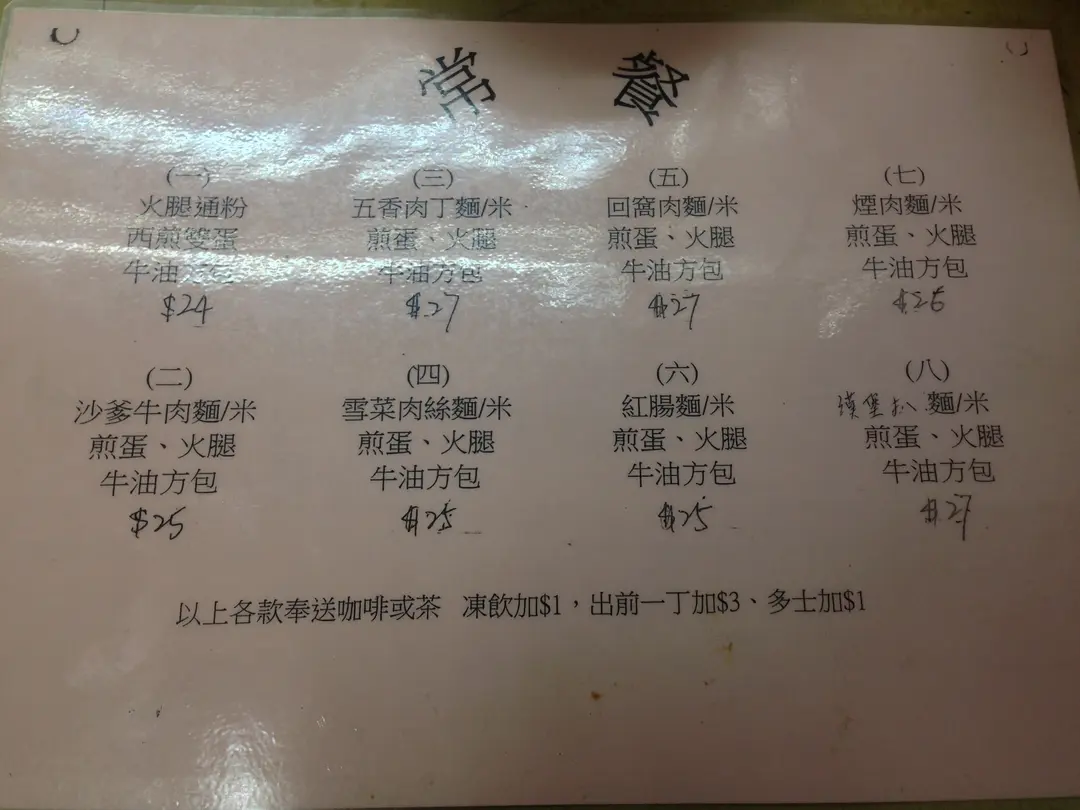 常餐
(一)
火腿通粉
西煎雙蛋
牛油方包
$24
(三)
五香肉丁麵/米
煎蛋、火腿
牛油方包
$27
(五)
回窩肉麵/米
煎蛋、火腿
牛油方包
$27
(七)
煙肉麵/米
煎蛋、火腿
牛油方包
$26
(二)
沙爹牛肉麵/米
煎蛋、火腿
牛油方包
$25
(四)
雪菜肉絲麵/米
煎蛋、火腿
牛油方包
$25
(六)
紅腸麵/米
煎蛋、火腿
牛油方包
$25
(八)
漢堡扒麵/米
煎蛋、火腿
牛油方包
$27
以上各款奉送咖啡或茶 凍飲加$1，出前一丁加$3、多士加$1